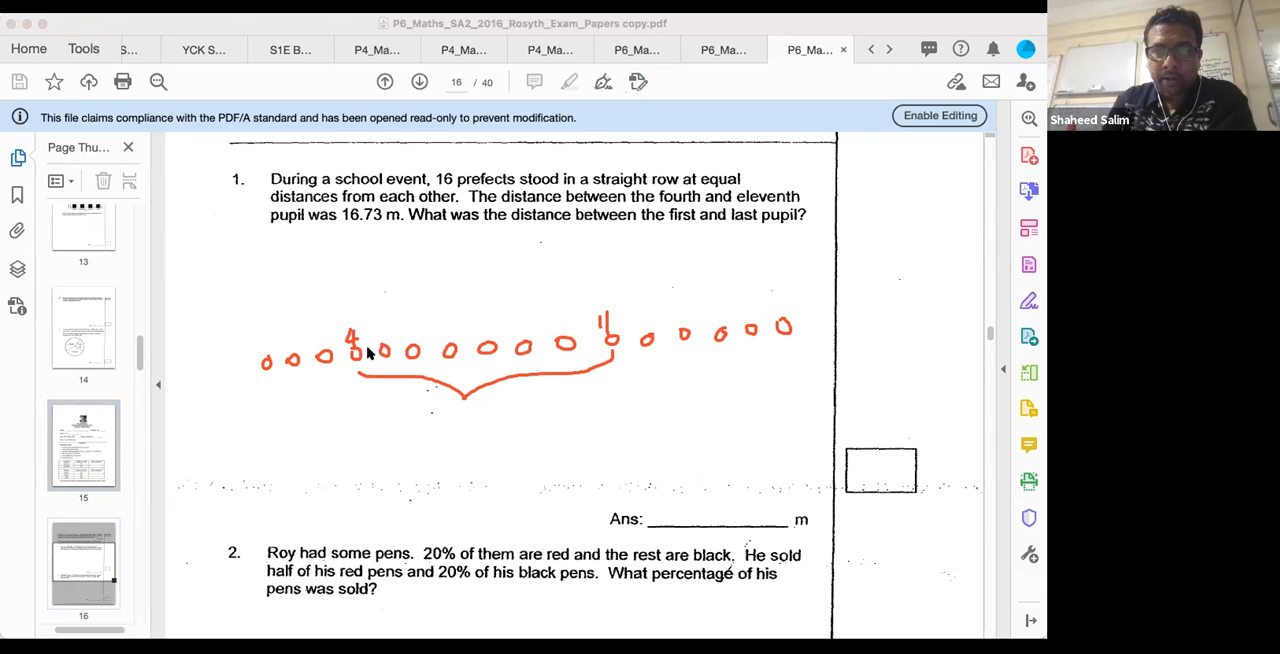 P6_Maths_SA2_2016_Rosyth_Exam_Papers copy.pdf
Home
Tools
S...
YCK S...
S1E B...
P4_Ma...
P4_Ma...
P4_Ma...
P6_Ma...
P6_Ma...
P6_Ma...
16 / 40
This file claims compliance with the PDF/A standard and has been opened read-only to prevent modification.
Enable Editing
Shaheed Salim
Page Thu...
13
14
15
16
1. During a school event, 16 prefects stood in a straight row at equal
distances from each other. The distance between the fourth and eleventh
pupil was 16.73 m. What was the distance between the first and last pupil?
4
11
Ans: ______________ m
2. Roy had some pens. 20% of them are red and the rest are black. He sold
half of his red pens and 20% of his black pens. What percentage of his
pens was sold?